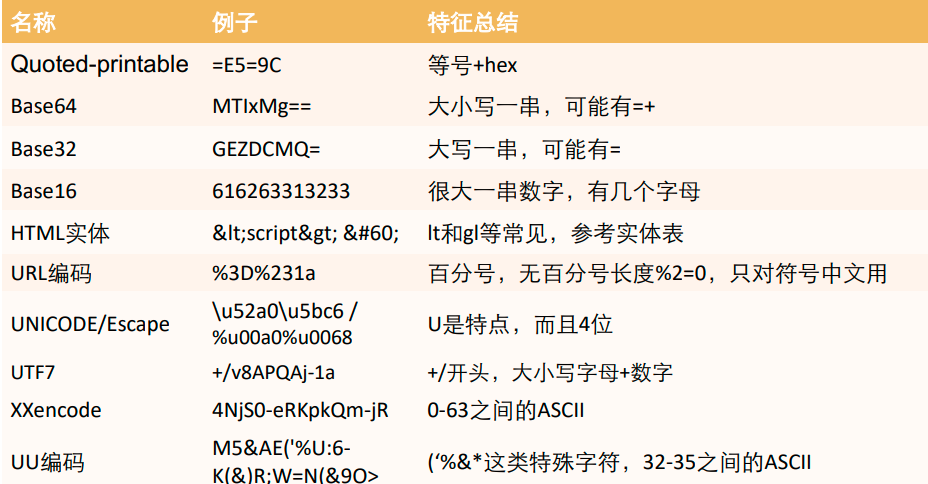 名称 例子 特征总结
Quoted-printable =E5=9C 等号+hex
Base64 MTIxMg== 大小写一串，可能有=+
Base32 GEZDCMQ= 大写一串，可能有=
Base16 616263313233 很大一串数字，有几个字母
HTML实体 &lt;script&gt; &#60; lt和gl等常见，参考实体表
URL编码 %3D%231a 百分号，无百分号长度%2=0，只对符号中文用
UNICODE/Escape \u52a0\u5bc6 / U是特点，而且4位
%u00a0%u0068
UTF7 +/v8APQAj-1a +/开头，大小写字母+数字
XXencode 4NjS0-eRKpkQm-jR 0-63之间的ASCII
UU编码 M5&AE('%U:6- (‘%&*这类特殊字符，32-35之间的ASCII
K(&)R;W=N(&9O>